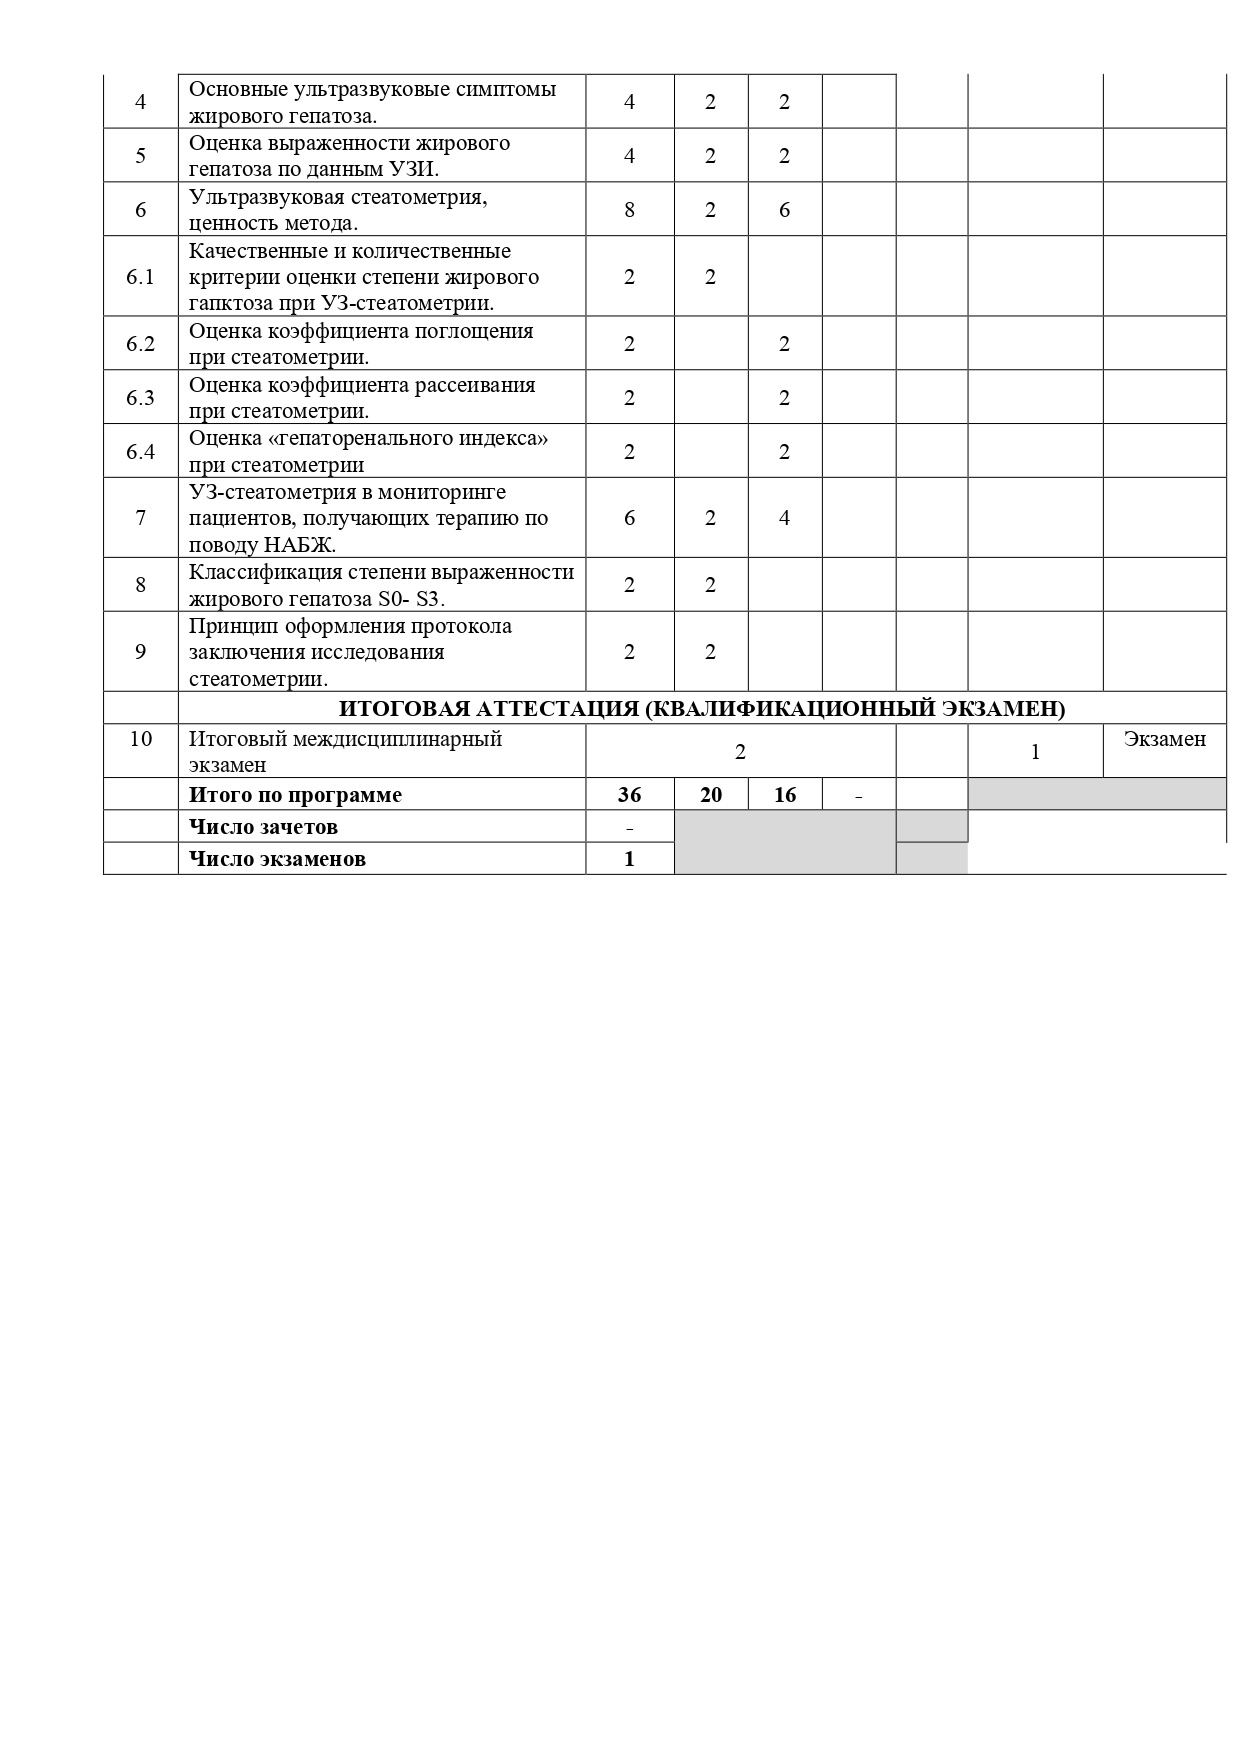 Основные ультразвуковые симптомы
4 жирового гепатоза. 4 2 2
Оценка выраженности жирового
5 гепатоза по данным УЗИ. 4 2 2
Ультразвуковая стеатометрия,
6 ценность метода. 8 2 6
Качественные и количественные
6.1 критерии оценки степени жирового 2 2
гапктоза при УЗ-стеатометрии.
Оценка коэффициента поглощения
6.2 при стеатометрии. 2 2
Оценка коэффициента рассеивания
6.3 при стеатометрии. 2 2
Оценка «гепаторенального индекса»
6.4 при стеатометрии 2 2
УЗ-стеатометрия в мониторинге
7 пациентов, получающих терапию по 6 2 4
поводу НАБЖ.
Классификация степени выраженности
8 жирового гепатоза S0- S3. 2 2
Принцип оформления протокола
9 заключения исследования 2 2
стеатометрии.
ИТОГОВАЯ АТТЕСТАЦИЯ (КВАЛИФИКАЦИОННЫЙ ЭКЗАМЕН)
10 Итоговый междисциплинарный 2 1 Экзамен
экзамен
Итого по программе 36 20 16 -
Число зачетов -
Число экзаменов 1